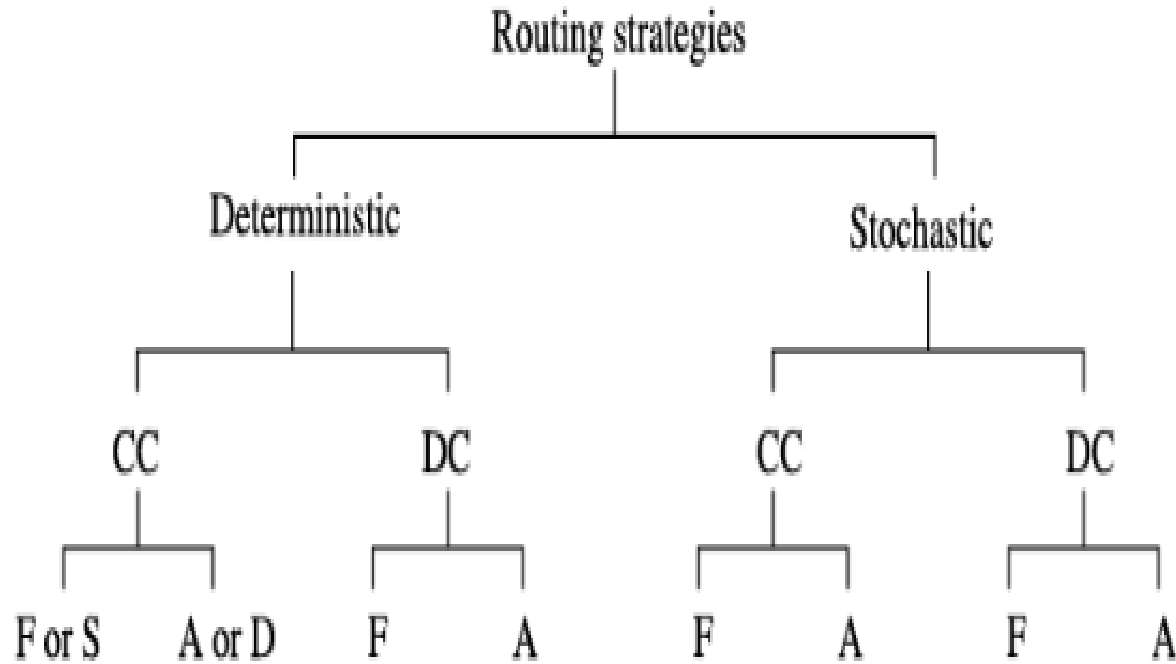 Routing strategies
Deterministic
Stochastic
CC
DC
CC
DC
F or S
A or D
F
A
F
A
F
A